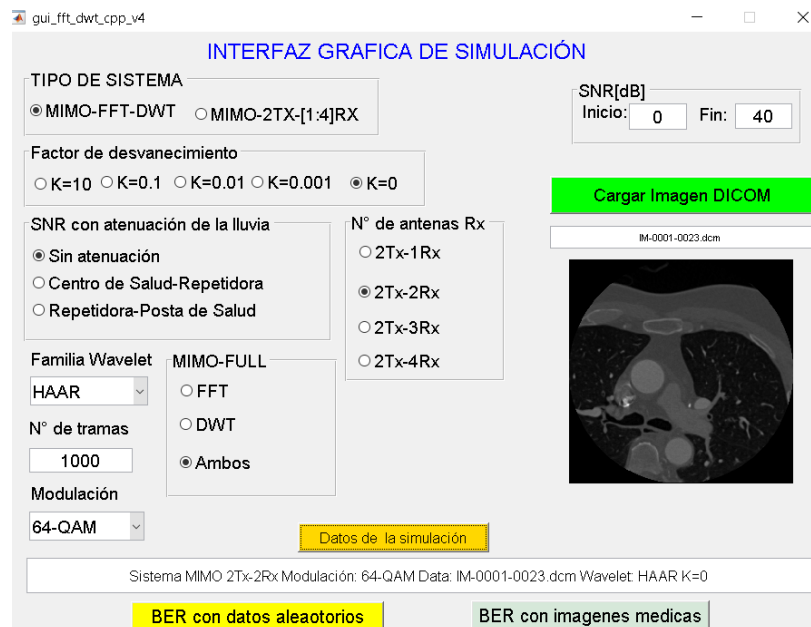 gui_fft_dwt_cpp_v4
INTERFAZ GRAFICA DE SIMULACIÓN
TIPO DE SISTEMA
MIMO-FFT-DWT
MIMO-2TX-[1:4]RX
SNR[dB]
Inicio:
0
Fin:
40
Factor de desvanecimiento
K=10
K=0.1
K=0.01
K=0.001
K=0
Cargar Imagen DICOM
IM-0001-0023.dcm
SNR con atenuación de la lluvia
Sin atenuación
Centro de Salud-Repetidora
Repetidora-Posta de Salud
N° de antenas Rx
2Tx-1Rx
2Tx-2Rx
2Tx-3Rx
2Tx-4Rx
Familia Wavelet
HAAR
N° de tramas
1000
Modulación
64-QAM
MIMO-FULL
FFT
DWT
Ambos
Datos de la simulación
Sistema MIMO 2Tx-2Rx Modulación: 64-QAM Data: IM-0001-0023.dcm Wavelet: HAAR K=0
BER con datos aleaotorios
BER con imagenes medicas